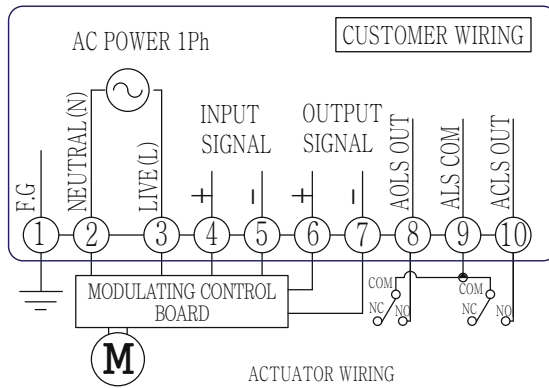 AC POWER 1Ph
CUSTOMER WIRING
F.G
NEUTRAL(N)
LIVE(L)
INPUT
SIGNAL
+
-
OUTPUT
SIGNAL
+
-
AOLS OUT
ALS COM
ACLS OUT
1 2 3 4 5 6 7 8 9 10
MODULATING CONTROL
BOARD
M
COM
NC NO
COM
NC NO
ACTUATOR WIRING